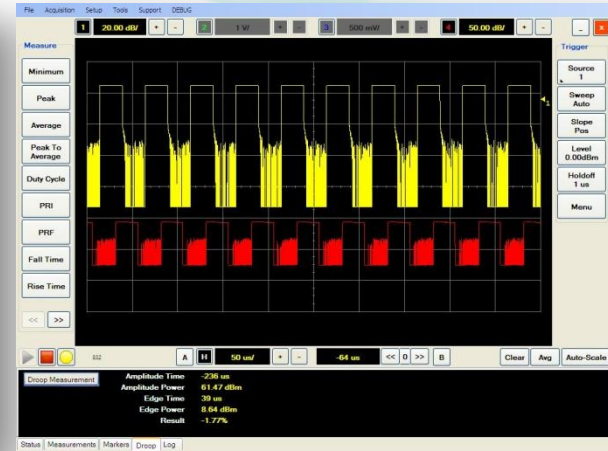 File Acquisition Setup Tools Support DEBUG
1 20.00 dB/ + - 2 1 V/ + - 3 500 mV/ + - 4 50.00 dB/ + - - x
Measure
Trigger
Minimum
Peak
Average
Peak To
Average
Duty Cycle
PRI
PRF
Fall Time
Rise Time
<< >>
Source
1
Sweep
Auto
Slope
Pos
Level
0.00dBm
Holdoff
1 us
Menu
1
A H 50 us/ + - -64 us << 0 >> B Clear Avg Auto-Scale
Droop Measurement
Amplitude Time -236 us
Amplitude Power 61.47 dBm
Edge Time 39 us
Edge Power 8.64 dBm
Result -1.77%
Status Measurements Markers Droop Log